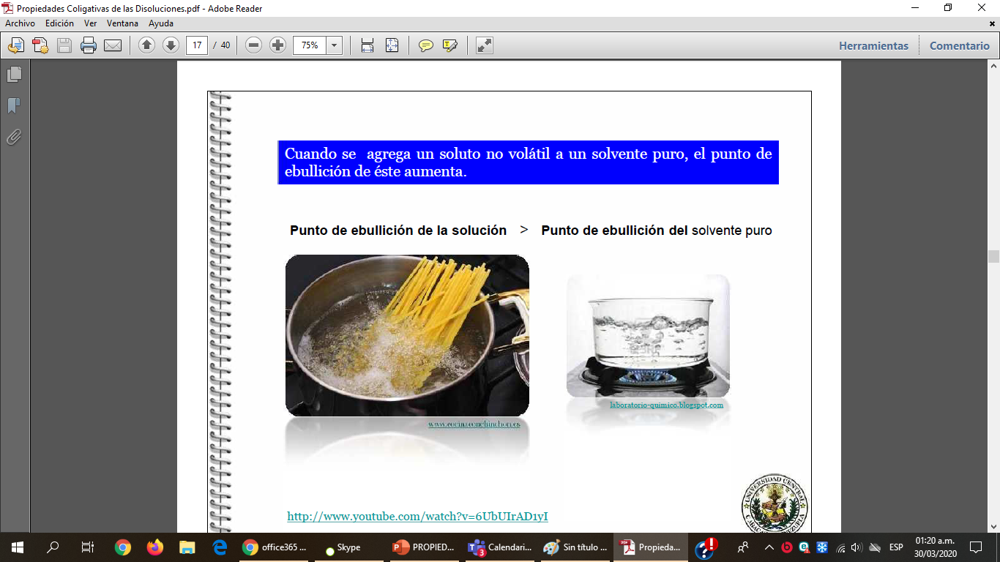 Propiedades Coligativas de las Disoluciones.pdf - Adobe Reader
Archivo Edición Ver Ventana Ayuda
17 / 40 75% Herramientas Comentario
Cuando se agrega un soluto no volátil a un solvente puro, el punto de
ebullición de éste aumenta.
Punto de ebullición de la solución > Punto de ebullición del solvente puro
laboratorio-quimico.blogspot.com
www.cocinaconchinchon.es
UNIVERSIDAD CENTRAL
http://www.youtube.com/watch?v=6UbUIrAD1yI
office365 ... Skype PROPIED... Calendari... Sin título ... Propieda... ESP 01:20 a.m.
30/03/2020